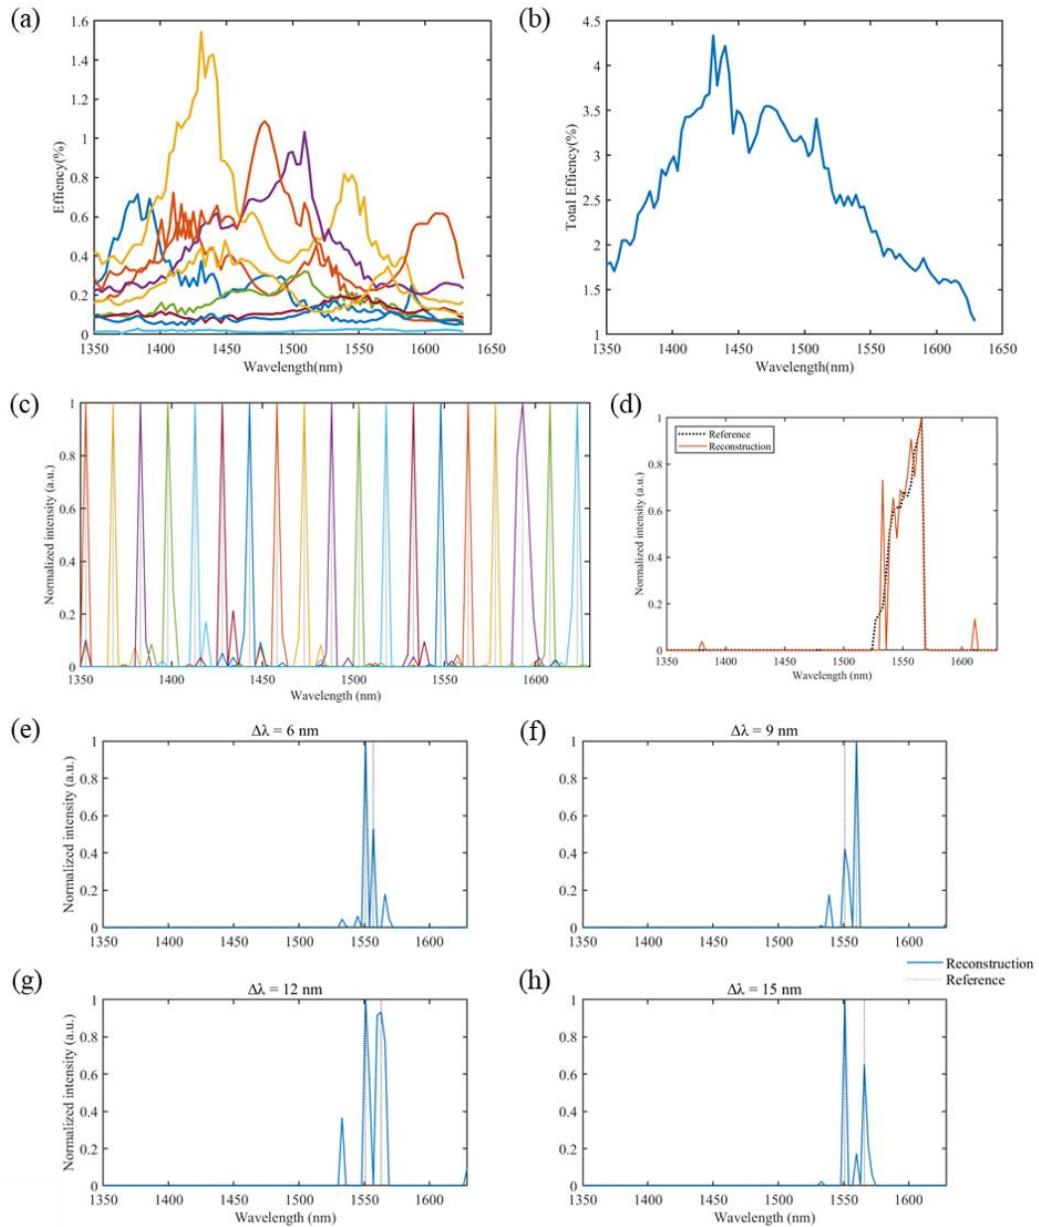 (a)
1.6
1.4
1.2
1
0.8
0.6
0.4
0.2
0
Effiency(%)
1350 1400 1450 1500 1550 1600 1650
Wavelength(nm)
(b)
4.5
4
3.5
3
2.5
2
1.5
1
Total Effiency(%)
1350 1400 1450 1500 1550 1600 1650
Wavelength(nm)
(c)
1
0.8
0.6
0.4
0.2
0
Normalized intensity (a.u.)
1350 1400 1450 1500 1550 1600
Wavelength (nm)
(d)
1
0.8
0.6
0.4
0.2
0
Normalized intensity (a.u.)
Reference
Reconstruction
1350 1400 1450 1500 1550 1600
Wavelength (nm)
(e)
Δλ = 6 nm
1
0.8
0.6
0.4
0.2
0
Normalized intensity (a.u.)
1350 1400 1450 1500 1550 1600
(f)
Δλ = 9 nm
1
0.8
0.6
0.4
0.2
0
1350 1400 1450 1500 1550 1600
Reconstruction
Reference
(g)
Δλ = 12 nm
1
0.8
0.6
0.4
0.2
0
Normalized intensity (a.u.)
1350 1400 1450 1500 1550 1600
Wavelength (nm)
(h)
Δλ = 15 nm
1
0.8
0.6
0.4
0.2
0
1350 1400 1450 1500 1550 1600
Wavelength (nm)